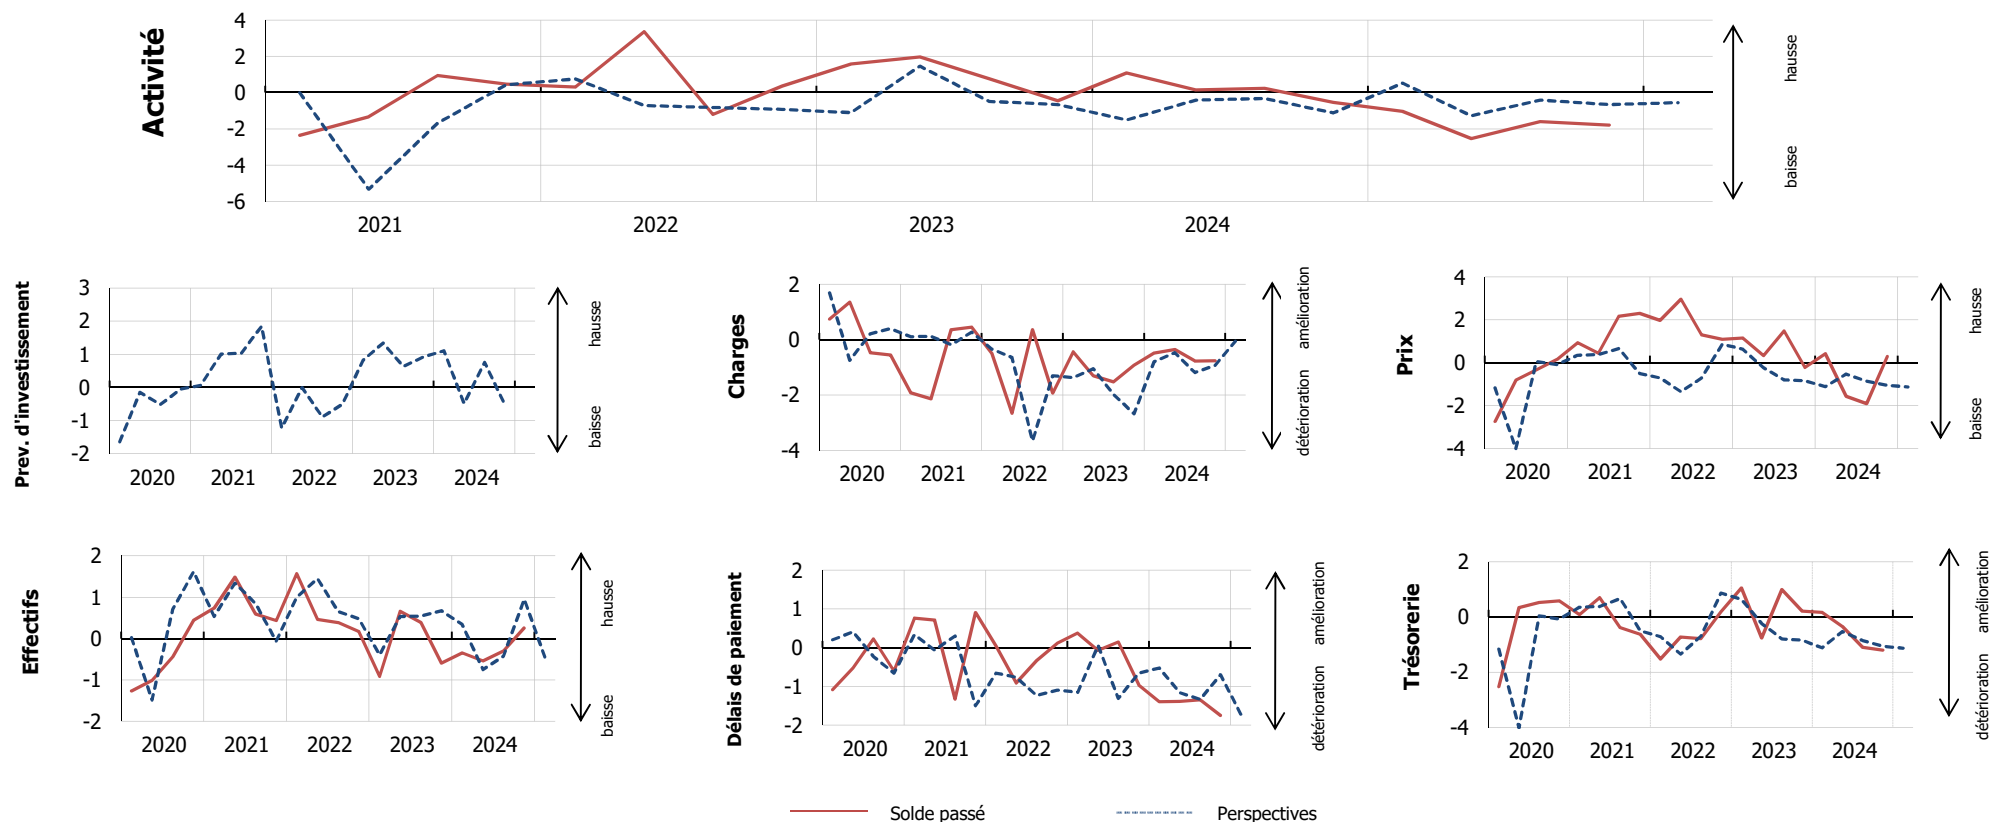 Activité
4
2
0
-2
-4
-6
2021 2022 2023 2024
hausse
baisse
Prev. d'investissement
3
2
1
0
-1
-2
2020 2021 2022 2023 2024
hausse
baisse
Charges
2
0
-2
-4
2020 2021 2022 2023 2024
amélioration
détérioration
Prix
4
2
0
-2
-4
2020 2021 2022 2023 2024
hausse
baisse
Effectifs
2
1
0
-1
-2
2020 2021 2022 2023 2024
hausse
baisse
Délais de paiement
2
1
0
-1
-2
2020 2021 2022 2023 2024
amélioration
détérioration
Trésorerie
2
0
-2
-4
2020 2021 2022 2023 2024
amélioration
détérioration
Solde passé Perspectives